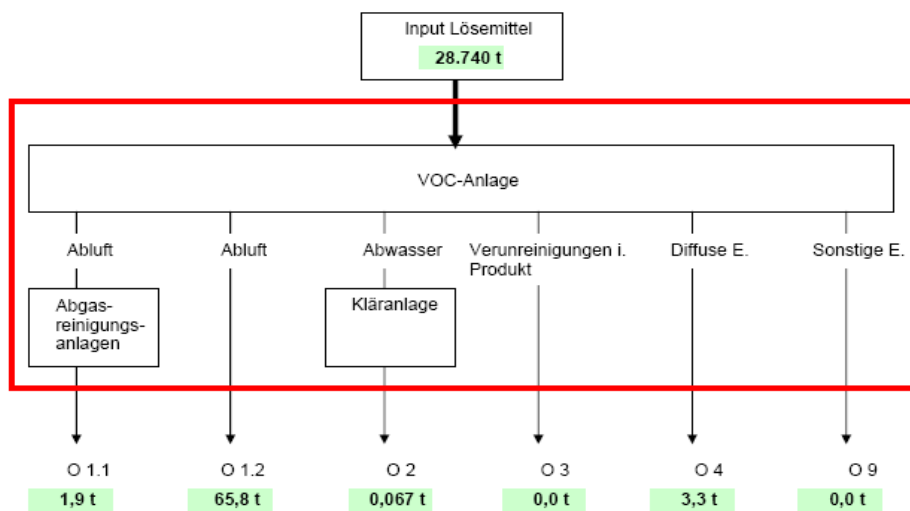 Input Lösemittel
28.740 t
VOC-Anlage
Abluft
Abluft
Abwasser
Verunreinigungen i.
Produkt
Diffuse E.
Sonstige E.
Abgas-
reinigungs-
anlagen
Kläranlage
O 1.1
O 1.2
O 2
O 3
O 4
O 9
1,9 t
65,8 t
0,067 t
0,0 t
3,3 t
0,0 t